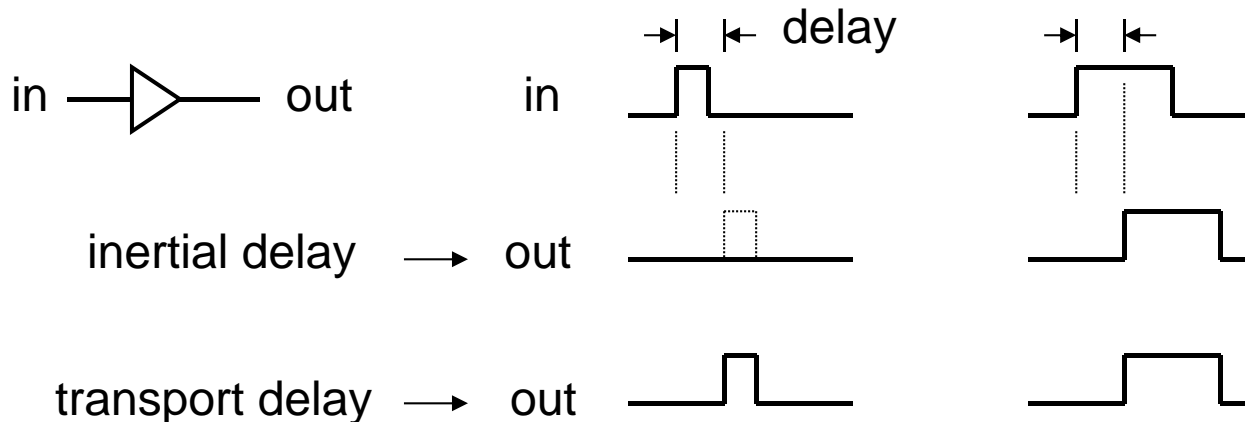 delay
in out in
inertial delay out
transport delay out